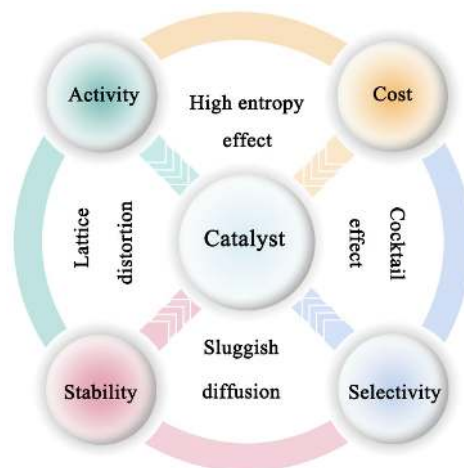 Activity
Cost
High entropy
effect
Lattice
distortion
Catalyst
Cocktail
effect
Sluggish
diffusion
Stability
Selectivity